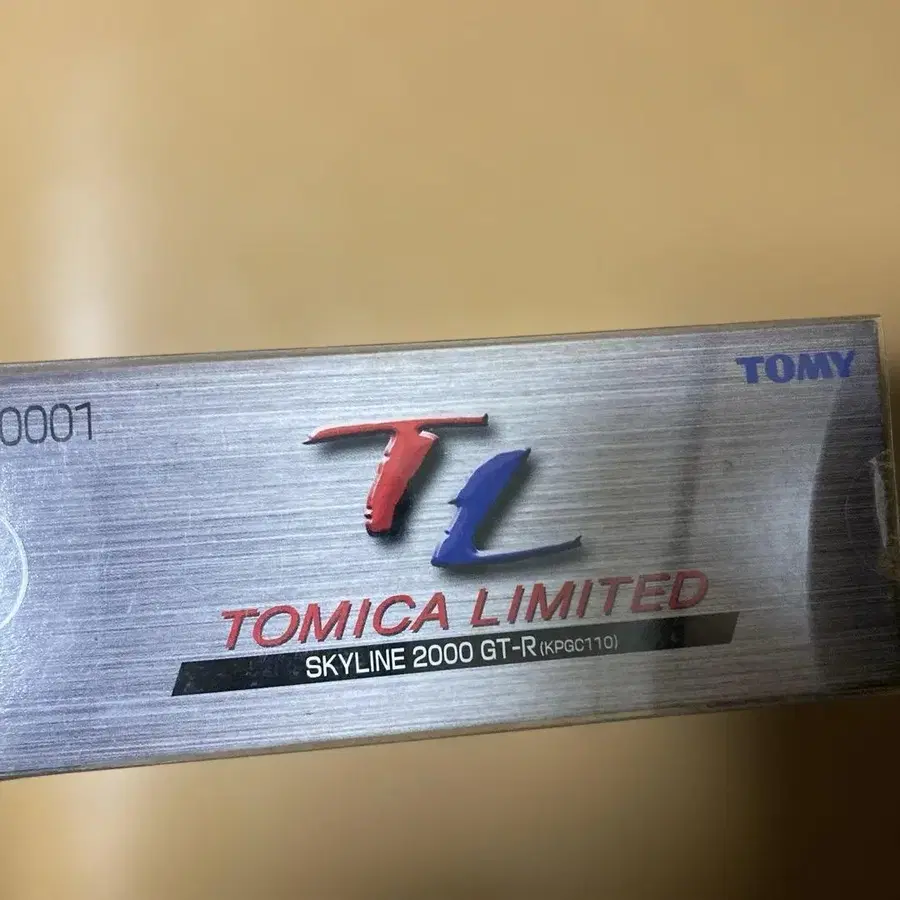 0001
TOMY
TL
TOMICA LIMITED
SKYLINE 2000 GT-R(KPGC110)